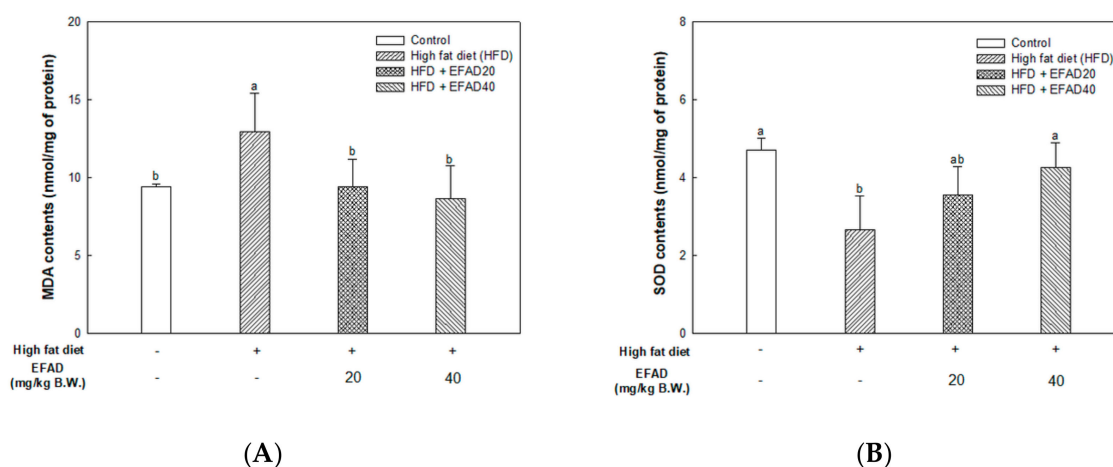 20
15
10
5
0
MDA contents (nmol/mg of protein)
Control
High fat diet (HFD)
HFD + EFAD20
HFD + EFAD40
b
a
b
b
High fat diet - + + +
EFAD
(mg/kg B.W.) - - 20 40
(A)
8
6
4
2
0
SOD contents (nmol/mg of protein)
Control
High fat diet (HFD)
HFD + EFAD20
HFD + EFAD40
a
b
ab
a
High fat diet - + + +
EFAD
(mg/kg B.W.) - - 20 40
(B)